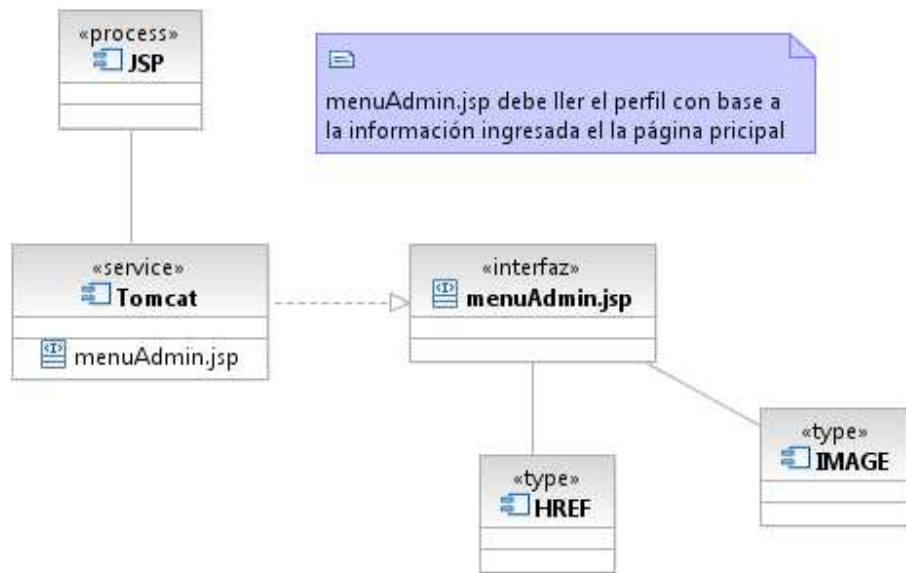 «process»
JSP
menuAdmin.jsp debe ller el perfil con base a
la información ingresada el la página pricipal
«service»
Tomcat
menuAdmin.jsp
«interfaz»
menuAdmin.jsp
«type»
HREF
«type»
IMAGE